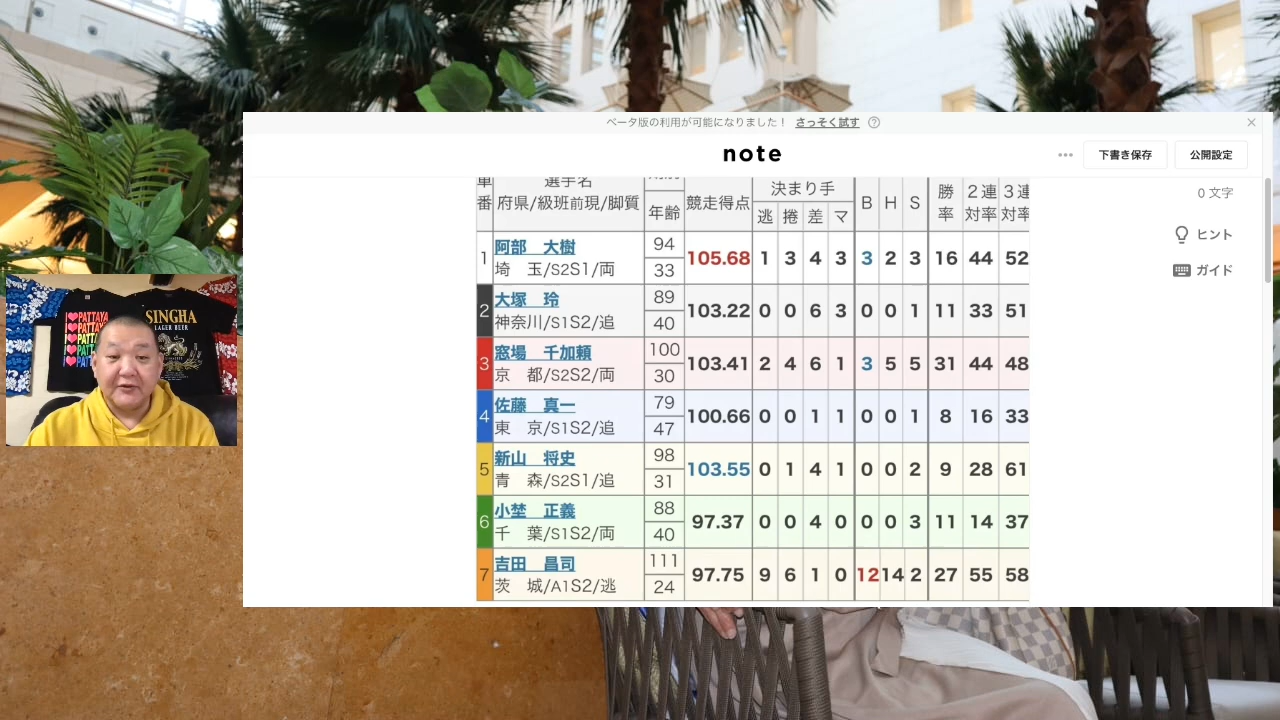 ベータ版の利用が可能になりました! さっそく試す
note
下書き保存
公開設定
0 文字
ヒント
ガイド
車番 選手名 府県/級班前現/脚質 年齢 競走得点 決まり手 逃 捲 差 マ B H S 勝率 2連対率 3連対率
1 阿部 大樹 94 105.68 1 3 4 3 3 2 3 16 44 52
埼 玉/S2S1/両 33
2 大塚 玲 89 103.22 0 0 6 3 0 0 1 11 33 51
神奈川/S1S2/追 40
3 窓場 千加頼 100 103.41 2 4 6 1 3 5 5 31 44 48
京 都/S2S2/両 30
4 佐藤 真一 79 100.66 0 0 1 1 0 0 1 8 16 33
東 京/S1S2/追 47
5 新山 将史 98 103.55 0 1 4 1 0 0 2 9 28 61
青 森/S2S1/追 31
6 小埜 正義 88 97.37 0 0 4 0 0 0 3 11 14 37
千 葉/S1S2/両 40
7 吉田 昌司 111 97.75 9 6 1 0 12 14 2 27 55 58
茨 城/A1S2/逃 24
PATTAYA
PATTAYA
SINGHA
LAGER BEER